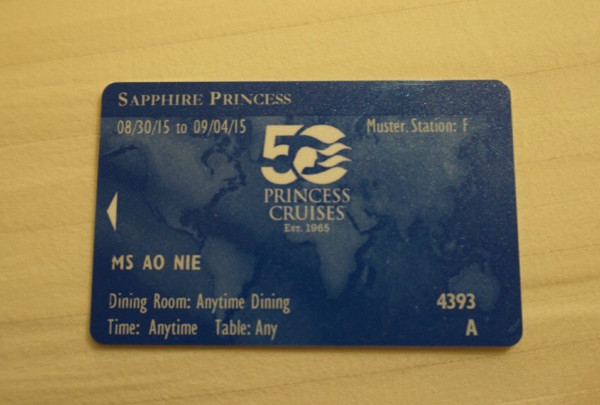 SAPPHIRE PRINCESS
08/30/15 to 09/04/15
Muster Station: F
50
PRINCESS
CRUISES
EST. 1965
MS AO NIE
Dining Room: Anytime Dining
4393
Time: Anytime Table: Any
A